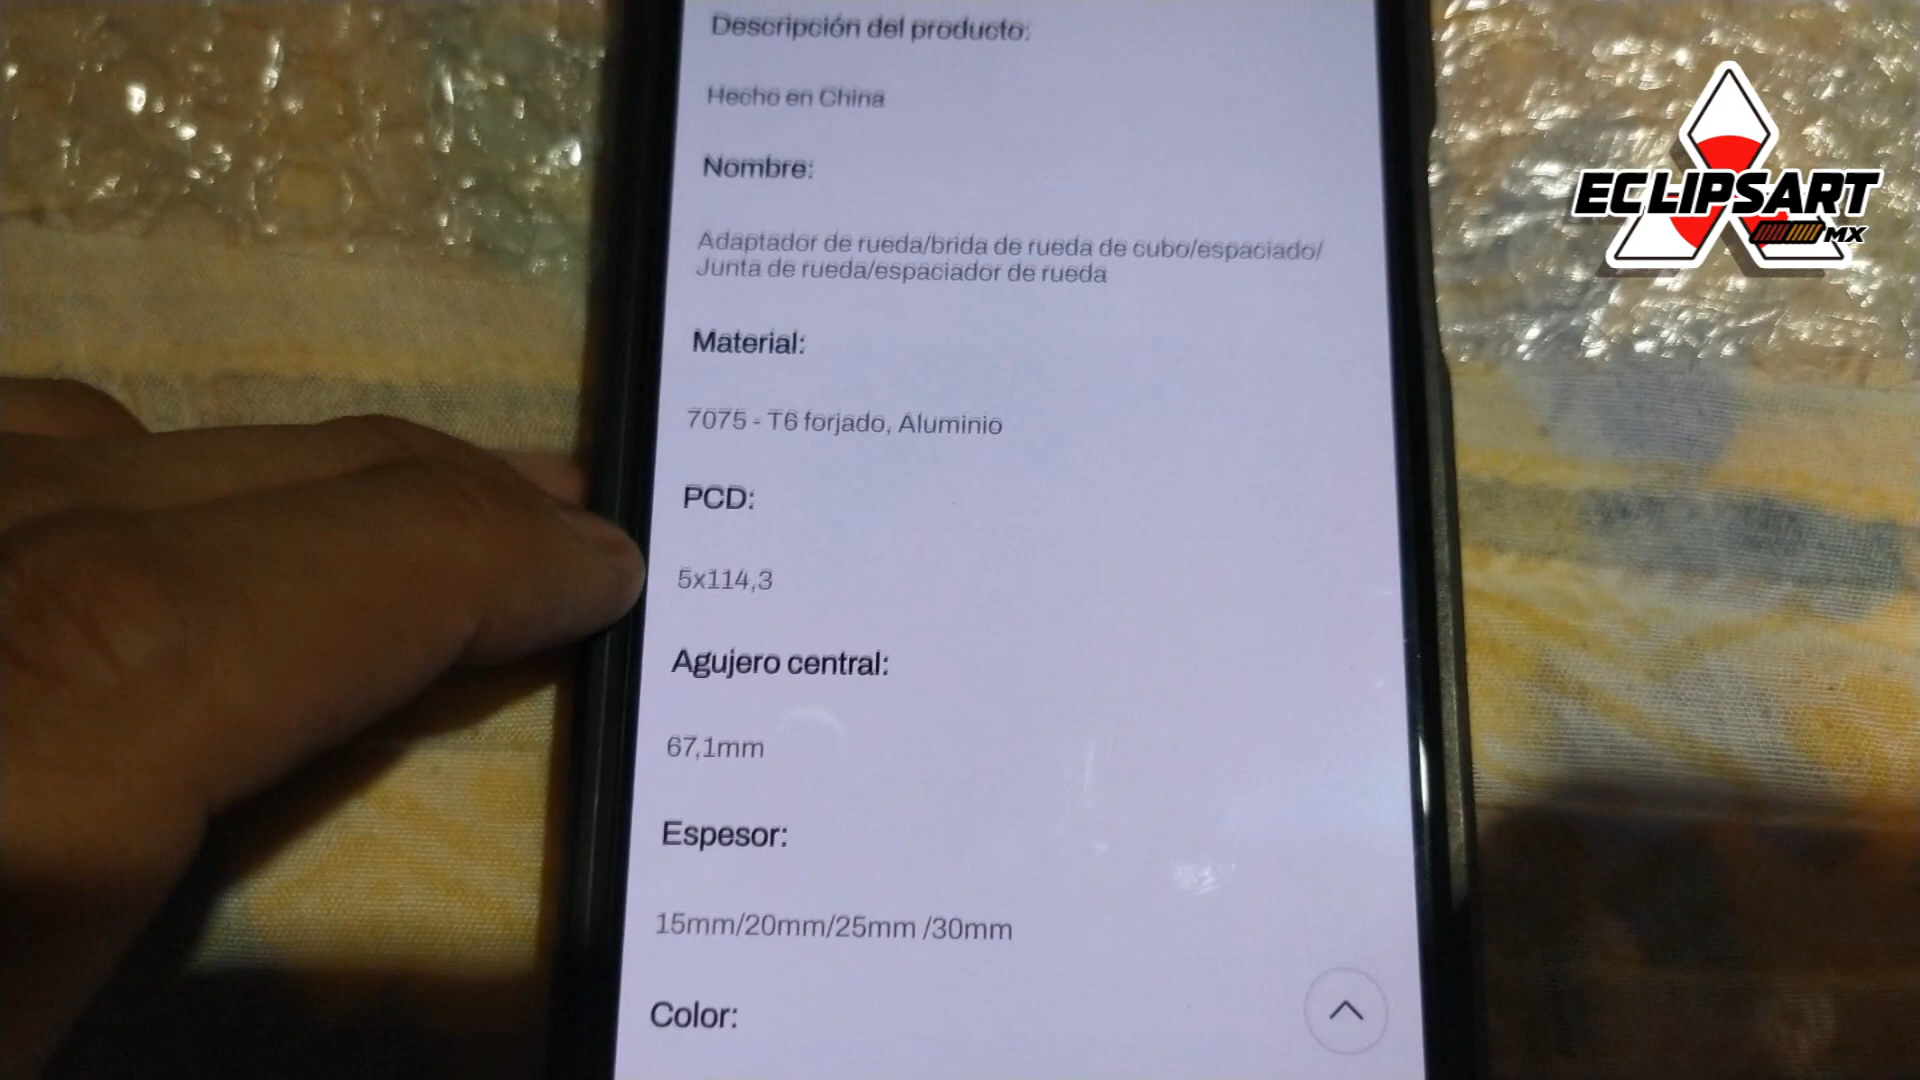 Descripción del producto:
Hecho en China
Nombre:
Adaptador de rueda/brida de rueda de cubo/espaciado/
Junta de rueda/espaciador de rueda
Material:
7075 - T6 forjado, Aluminio
PCD:
5x114,3
Agujero central:
67,1mm
Espesor:
15mm/20mm/25mm /30mm
Color:
ECLIPSART
MX